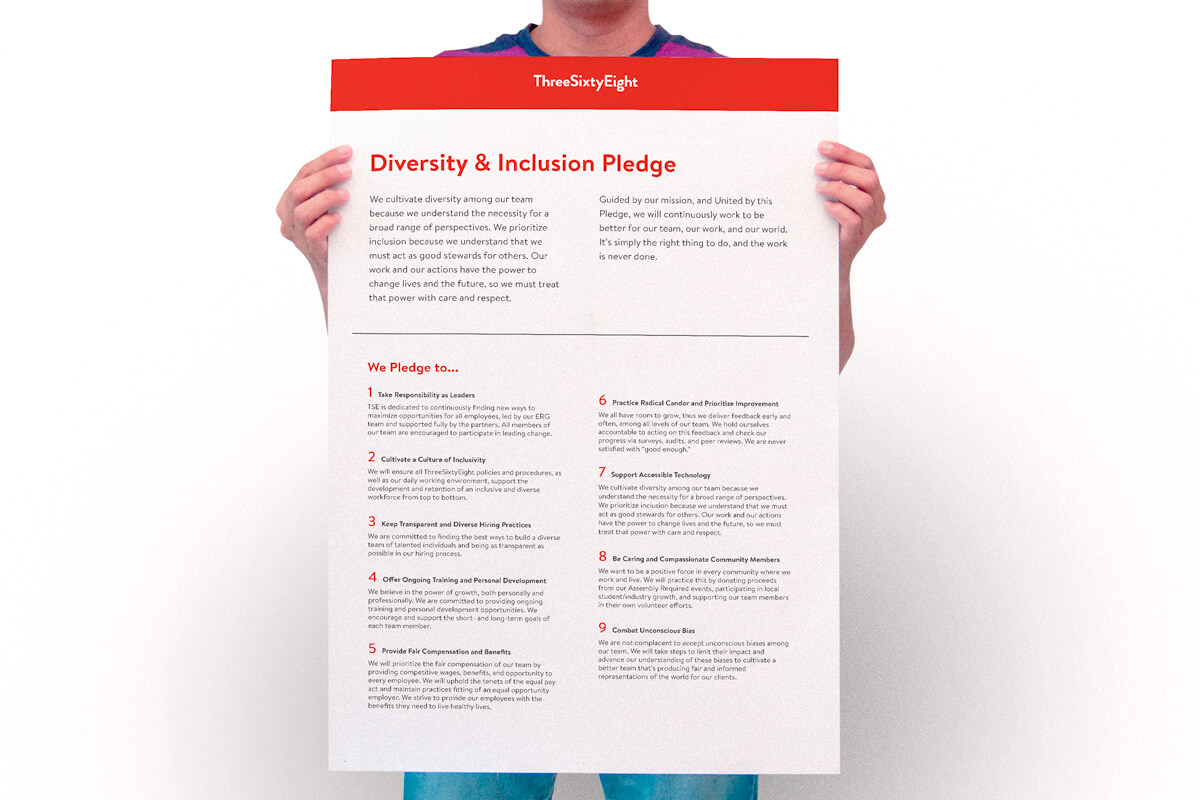 ThreeSixtyEight
Diversity & Inclusion Pledge
We cultivate diversity among our team
because we understand the necessity for a
broad range of perspectives. We prioritize
inclusion because we understand that we
must act as good stewards for others. Our
work and our actions have the power to
change lives and the future, so we must treat
that power with care and respect.
Guided by our mission, and United by this
Pledge, we will continuously work to be
better for our team, our work, and our world.
It's simply the right thing to do, and the work
is never done.
We Pledge to...
1 Take Responsibility as Leaders
TSE is dedicated to continuously finding new ways to
maximize opportunities for all employees, led by our ERG
team and supported fully by the partners. All members of
our team are encouraged to participate in leading change.
2 Cultivate a Culture of Inclusivity
We will ensure all ThreeSixtyEight policies and procedures, as
well as our daily working environment, support the
development and retention of an inclusive and diverse
workforce from top to bottom.
3 Keep Transparent and Diverse Hiring Practices
We are committed to finding the best ways to build a diverse
team of talented individuals and being as transparent as
possible in our hiring process.
4 Offer Ongoing Training and Personal Development
We believe in the power of growth, both personally and
professionally. We are committed to providing ongoing
training and personal development opportunities. We
encourage and support the short- and long-term goals of
each team member.
5 Provide Fair Compensation and Benefits
We will prioritize the fair compensation of our team by
providing competitive wages, benefits, and opportunity to
every employee. We will uphold the tenets of the equal pay
act and maintain practices fitting of an equal opportunity
employer. We strive to provide our employees with the
benefits they need to live healthy lives.
6 Practice Radical Candor and Prioritize Improvement
We all have room to grow, thus we deliver feedback early and
often, among all levels of our team. We hold ourselves
accountable to acting on this feedback and check our
progress via surveys, audits, and peer reviews. We are never
satisfied with "good enough."
7 Support Accessible Technology
We cultivate diversity among our team because we
understand the necessity for a broad range of perspectives.
We prioritize inclusion because we understand that we must
act as good stewards for others. Our work and our actions
have the power to change lives and the future, so we must
treat that power with care and respect.
8 Be Caring and Compassionate Community Members
We want to be a positive force in every community where we
work and live. We will practice this by donating proceeds
from our Assembly Required events, participating in local
student/industry growth, and supporting our team members
in their own volunteer efforts.
9 Combat Unconscious Bias
We are not complacent to accept unconscious biases among
our team. We will take steps to limit their impact and
advance our understanding of these biases to cultivate a
better team that's producing fair and informed
representations of the world for our clients.